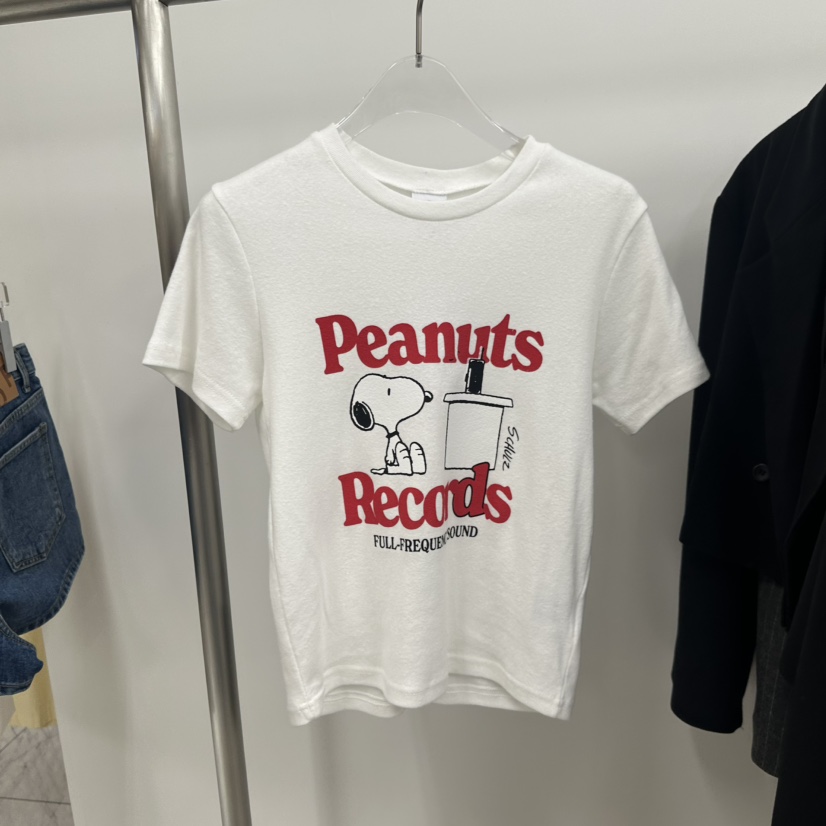 Peanuts
SCHULZ
Records
FULL-FREQUENCY SOUND